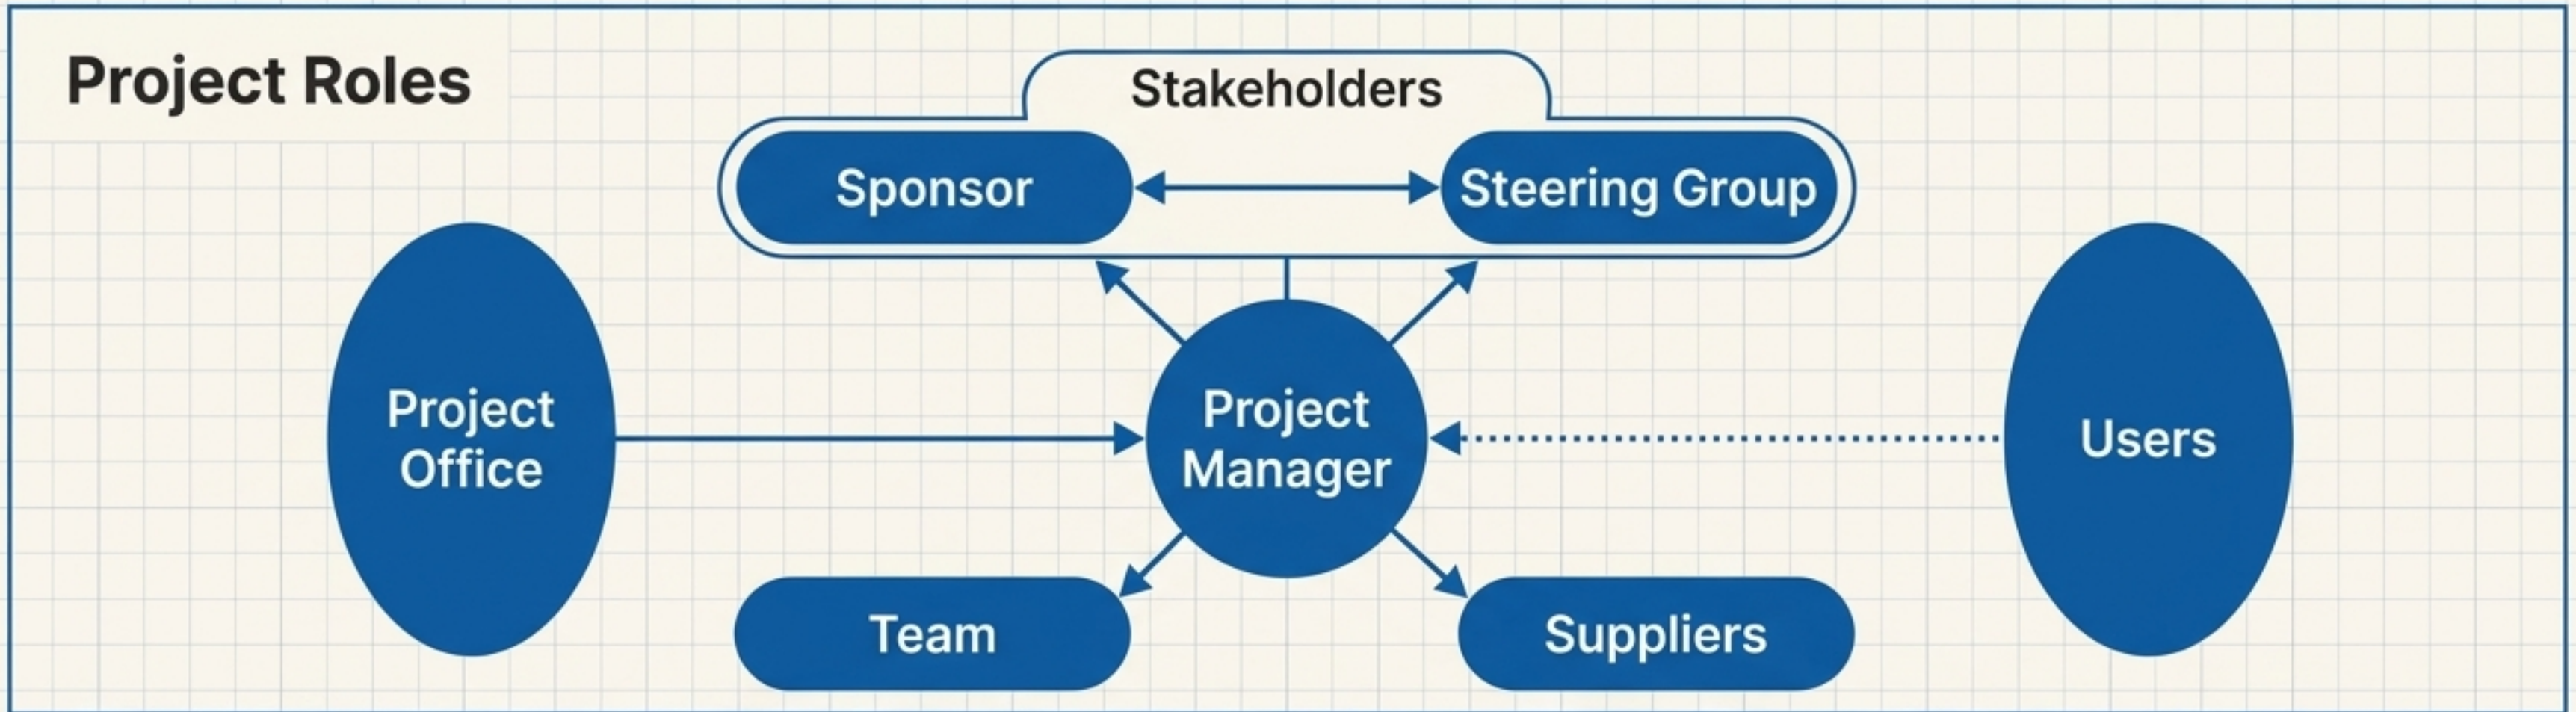 Project Roles
Stakeholders
Sponsor
Steering Group
Project
Office
Project
Manager
Users
Team
Suppliers